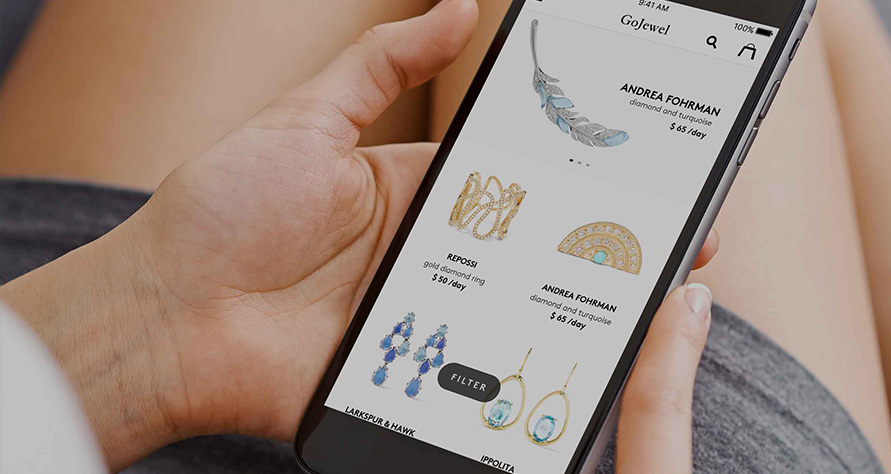 9:41 AM
100%
GoJewel
ANDREA FOHRMAN
diamond and turquoise
$ 65 /day
REPOSSI
gold diamond ring
$ 50 /day
ANDREA FOHRMAN
diamond and turquoise
$ 65 /day
FILTER
LARKSPUR & HAWK
IPPOLITA